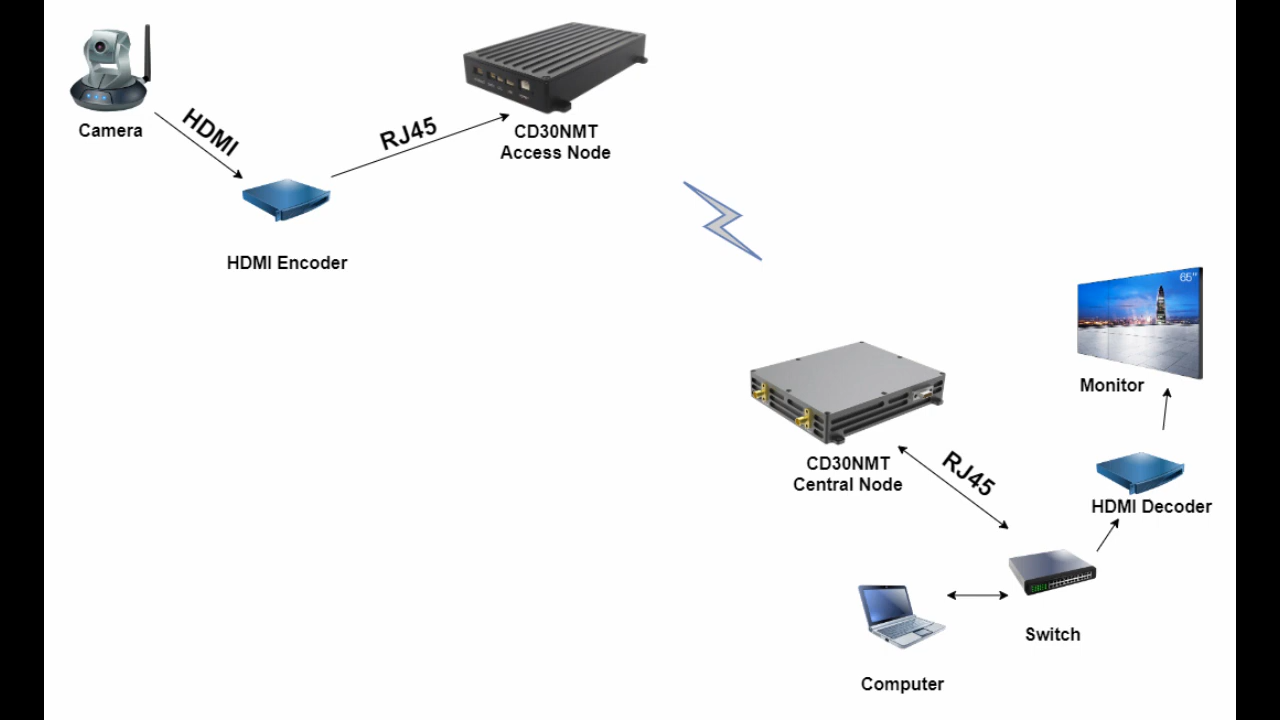 Camera
HDMI
RJ45
CD30NMT
Access Node
HDMI Encoder
65"
Monitor
CD30NMT
Central Node
RJ45
HDMI Decoder
Switch
Computer